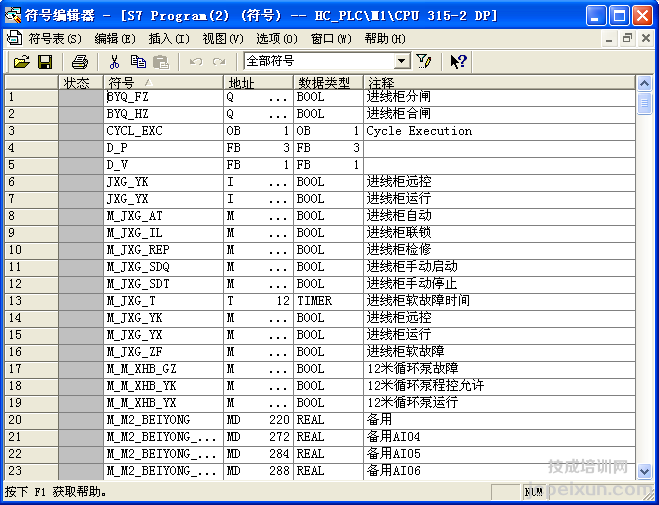 符号编辑器 - [S7 Program(2) (符号) -- HC_PLC\M1\CPU 315-2 DP]
符号表(S) 编辑(E) 插入(I) 视图(V) 选项(O) 窗口(W) 帮助(H)
全部符号
状态 符号 地址 数据类型 注释
1 BYQ_FZ Q ... BOOL 进线柜分闸
2 BYQ_HZ Q ... BOOL 进线柜合闸
3 CYCL_EXC OB 1 OB 1 Cycle Execution
4 D_P FB 3 FB 3
5 D_V FB 1 FB 1
6 JXG_YK I ... BOOL 进线柜远控
7 JXG_YX I ... BOOL 进线柜运行
8 M_JXG_AT M ... BOOL 进线柜自动
9 M_JXG_IL M ... BOOL 进线柜联锁
10 M_JXG_REP M ... BOOL 进线柜检修
11 M_JXG_SDQ M ... BOOL 进线柜手动启动
12 M_JXG_SDT M ... BOOL 进线柜手动停止
13 M_JXG_T T 12 TIMER 进线柜软故障时间
14 M_JXG_YK M ... BOOL 进线柜远控
15 M_JXG_YX M ... BOOL 进线柜运行
16 M_JXG_ZF M ... BOOL 进线柜软故障
17 M_M_XHB_GZ M ... BOOL 12米循环泵故障
18 M_M_XHB_YK M ... BOOL 12米循环泵程控允许
19 M_M_XHB_YX M ... BOOL 12米循环泵运行
20 M_M2_BEIYONG MD 220 REAL 备用
21 M_M2_BEIYONG_... MD 272 REAL 备用AI04
22 M_M2_BEIYONG_... MD 284 REAL 备用AI05
23 M_M2_BEIYONG_... MD 288 REAL 备用AI06
技成培训网
jcpeixun.com
按下 F1 获取帮助。 NUM